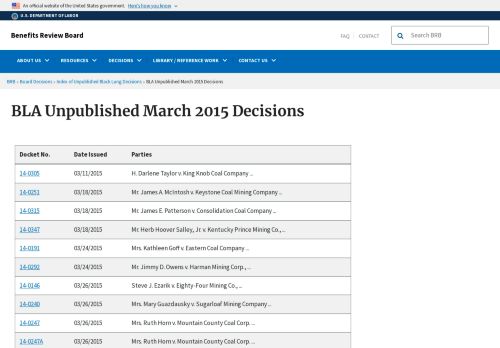 An official website of the United States government. Here's how you know
U.S. DEPARTMENT OF LABOR
Benefits Review Board
FAQ CONTACT
Search BRB
ABOUT US RESOURCES DECISIONS LIBRARY / REFERENCE WORK CONTACT US
BRB › Board Decisions › Index of Unpublished Black Lung Decisions › BLA Unpublished March 2015 Decisions
BLA Unpublished March 2015 Decisions
Docket No. Date Issued Parties
14-0305 03/11/2015 H. Darlene Taylor v. King Knob Coal Company ...
14-0251 03/18/2015 Mr. James A. McIntosh v. Keystone Coal Mining Company ...
14-0315 03/18/2015 Mr. James E. Patterson v. Consolidation Coal Company ...
14-0347 03/18/2015 Mr. Herb Hoover Salley, Jr. v. Kentucky Prince Mining Co., ...
14-0191 03/24/2015 Mrs. Kathleen Goff v. Eastern Coal Company ...
14-0292 03/24/2015 Mr. Jimmy D. Owens v. Harman Mining Corp., ...
14-0146 03/26/2015 Steve J. Ezarik v. Eighty-Four Mining Co., ...
14-0240 03/26/2015 Mrs. Mary Guazdausky v. Sugarloaf Mining Company ...
14-0247 03/26/2015 Mrs. Ruth Horn v. Mountain County Coal Corp. ...
14-0247A 03/26/2015 Mrs. Ruth Horn v. Mountain County Coal Corp. ...